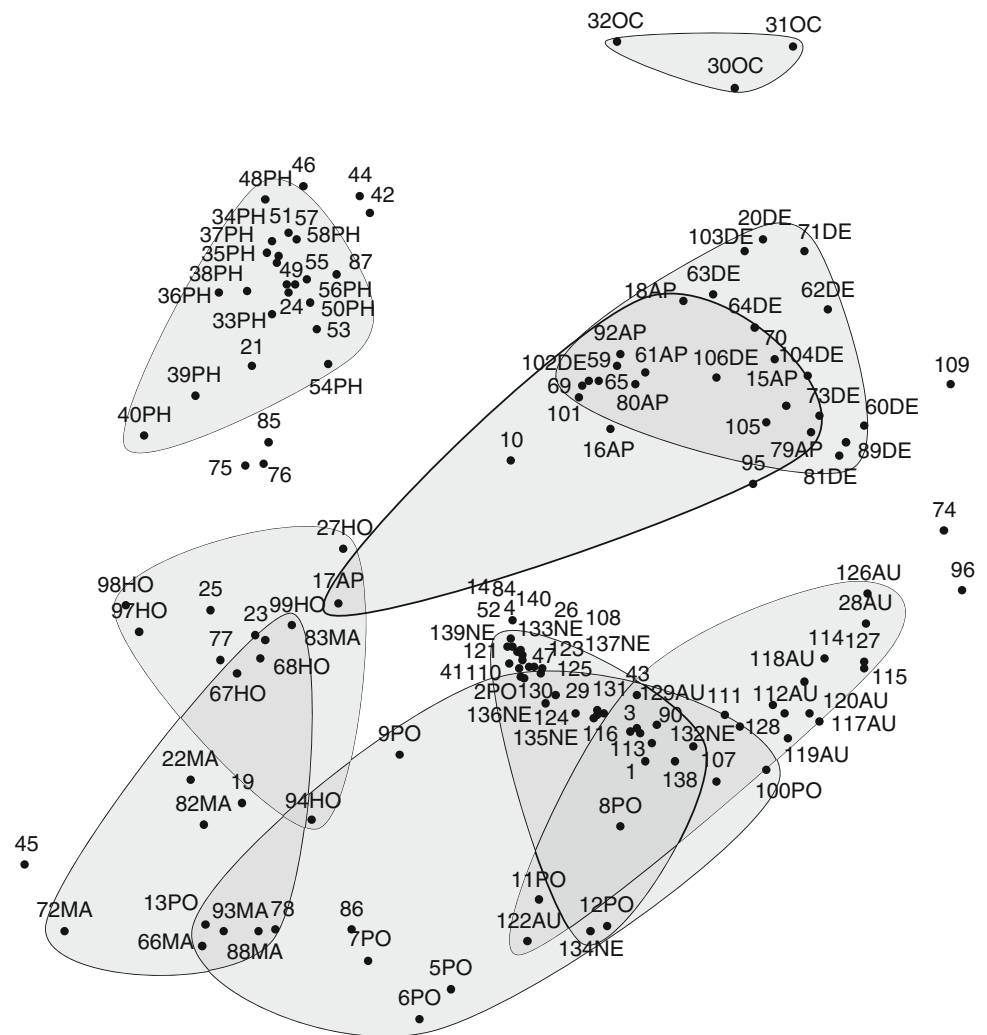 32OC 31OC
30OC
46
48PH 44
42
34PH 51 57
20DE
37PH 58PH 103DE 71DE
35PH
38PH 49 55 87
63DE
36PH 56PH 18AP 62DE
24 50PH 64DE
33PH 53 92AP 70
21
102DE 59 61AP 106DE 104DE
39PH 54PH 69 65 15AP 109
80AP 73DE
40PH 101 60DE
85 105
10 16AP 79AP 89DE
75 76 95 81DE
74
27HO
98HO 25 17AP 14 84 126AU 96
97HO 99HO 52 4 140 26 28AU
23 133NE 108
77 83MA 139NE 123 137NE 114 127
68HO 121 47 118AU
67HO 41 110 125 43 115
2PO 130 29 131 129AU 111 112AU 120AU
136NE 124 3 90 128 117AU
9PO 135NE 116 132NE
113 119AU
22MA 1 138 107
19 100PO
82MA 94HO 8PO
45
11PO
72MA 13PO 93MA 78 86 12PO
122AU
66MA 88MA 7PO 134NE
5PO
6PO